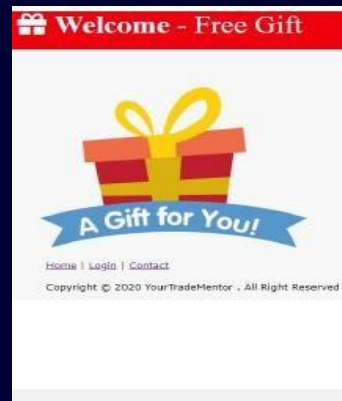 Welcome - Free Gift
A Gift for You!
Home | Login | Contact
Copyright © 2020 YourTradeMentor . All Right Reserved